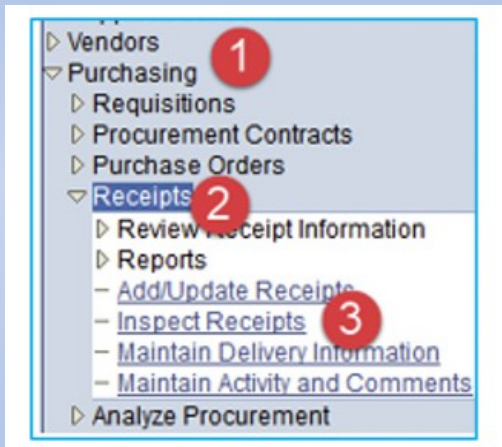 Vendors
1
Purchasing
Requisitions
Procurement Contracts
Purchase Orders
Receipts
2
Review Receipt Information
Reports
Add/Update Receipts
Inspect Receipts
3
Maintain Delivery Information
Maintain Activity and Comments
Analyze Procurement